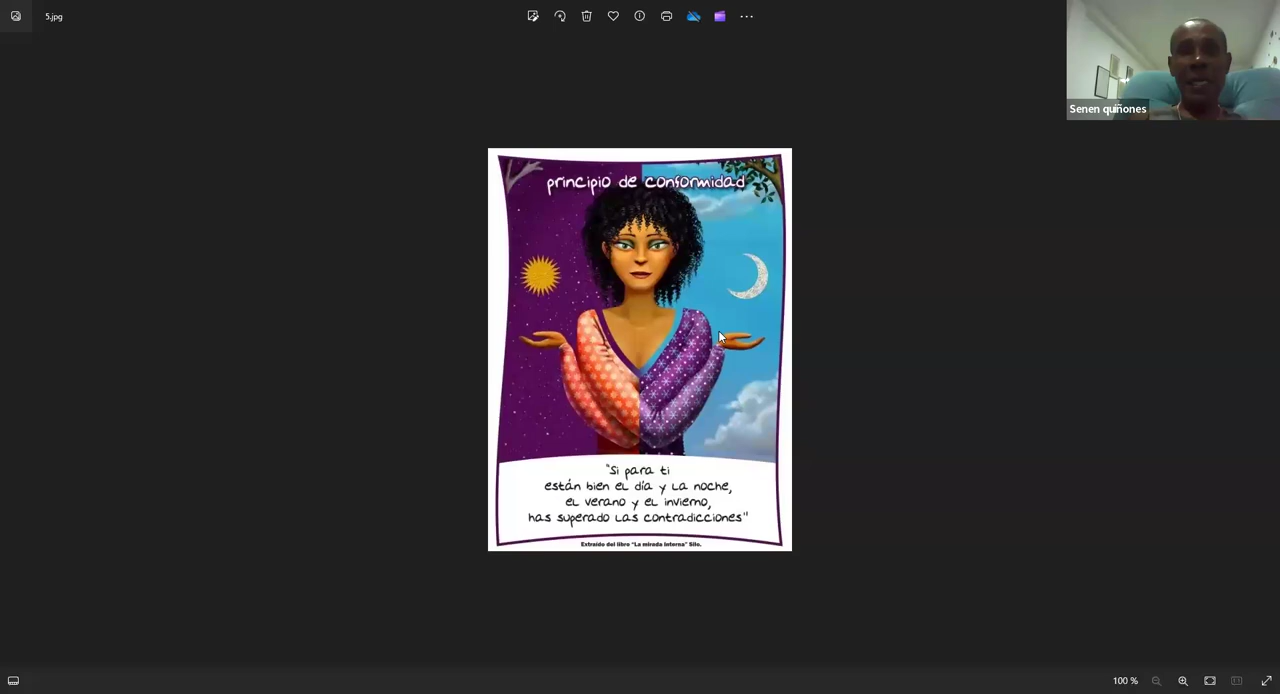 5.jpg
Senen quiñones
principio de conformidad
"Si para ti
están bien el día y la noche,
el verano y el invierno,
has superado las contradicciones"
Extraído del libro "La mirada interna" Silo.
100 %